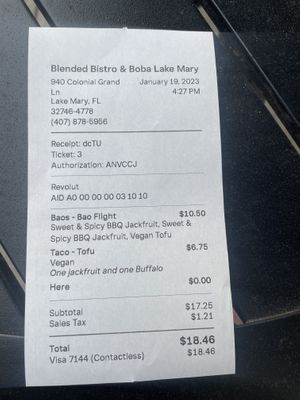 Blended Bistro & Boba Lake Mary
940 Colonial Grand January 19, 2023
Ln 4:27 PM
Lake Mary, FL
32746-4778
(407) 878-5956
Receipt: dcTU
Ticket: 3
Authorization: ANVCCJ
Revolut
AID A0 00 00 00 03 10 10
Baos - Bao Flight $10.50
Sweet & Spicy BBQ Jackfruit, Sweet &
Spicy BBQ Jackfruit, Vegan Tofu
Taco - Tofu $6.75
Vegan
One jackfruit and one Buffalo
Here $0.00
Subtotal $17.25
Sales Tax $1.21
Total $18.46
Visa 7144 (Contactless) $18.46